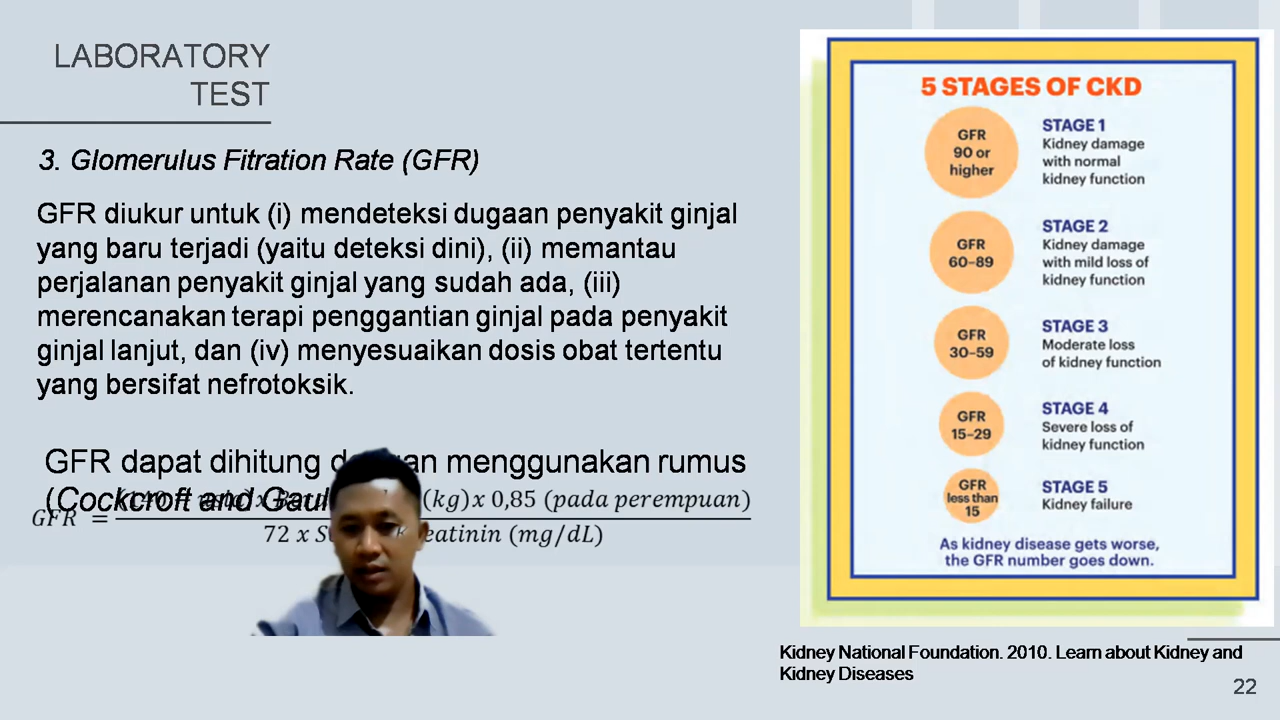 LABORATORY
TEST
3. Glomerulus Fitration Rate (GFR)
GFR diukur untuk (i) mendeteksi dugaan penyakit ginjal
yang baru terjadi (yaitu deteksi dini), (ii) memantau
perjalanan penyakit ginjal yang sudah ada, (iii)
merencanakan terapi penggantian ginjal pada penyakit
ginjal lanjut, dan (iv) menyesuaikan dosis obat tertentu
yang bersifat nefrotoksik.
GFR dapat dihitung menggunakan rumus
(Cockcroft and
(kg) x 0,85 (pada perempuan)
GFR =
72 x (mg/dL)
5 STAGES OF CKD
GFR
90 or
higher
STAGE 1
Kidney damage
with normal
kidney function
GFR
60–89
STAGE 2
Kidney damage
with mild loss of
kidney function
GFR
30–59
STAGE 3
Moderate loss
of kidney function
GFR
15–29
STAGE 4
Severe loss of
kidney function
GFR
less than
15
STAGE 5
Kidney failure
As kidney disease gets worse,
the GFR number goes down.
Kidney National Foundation. 2010. Learn about Kidney and
Kidney Diseases
22